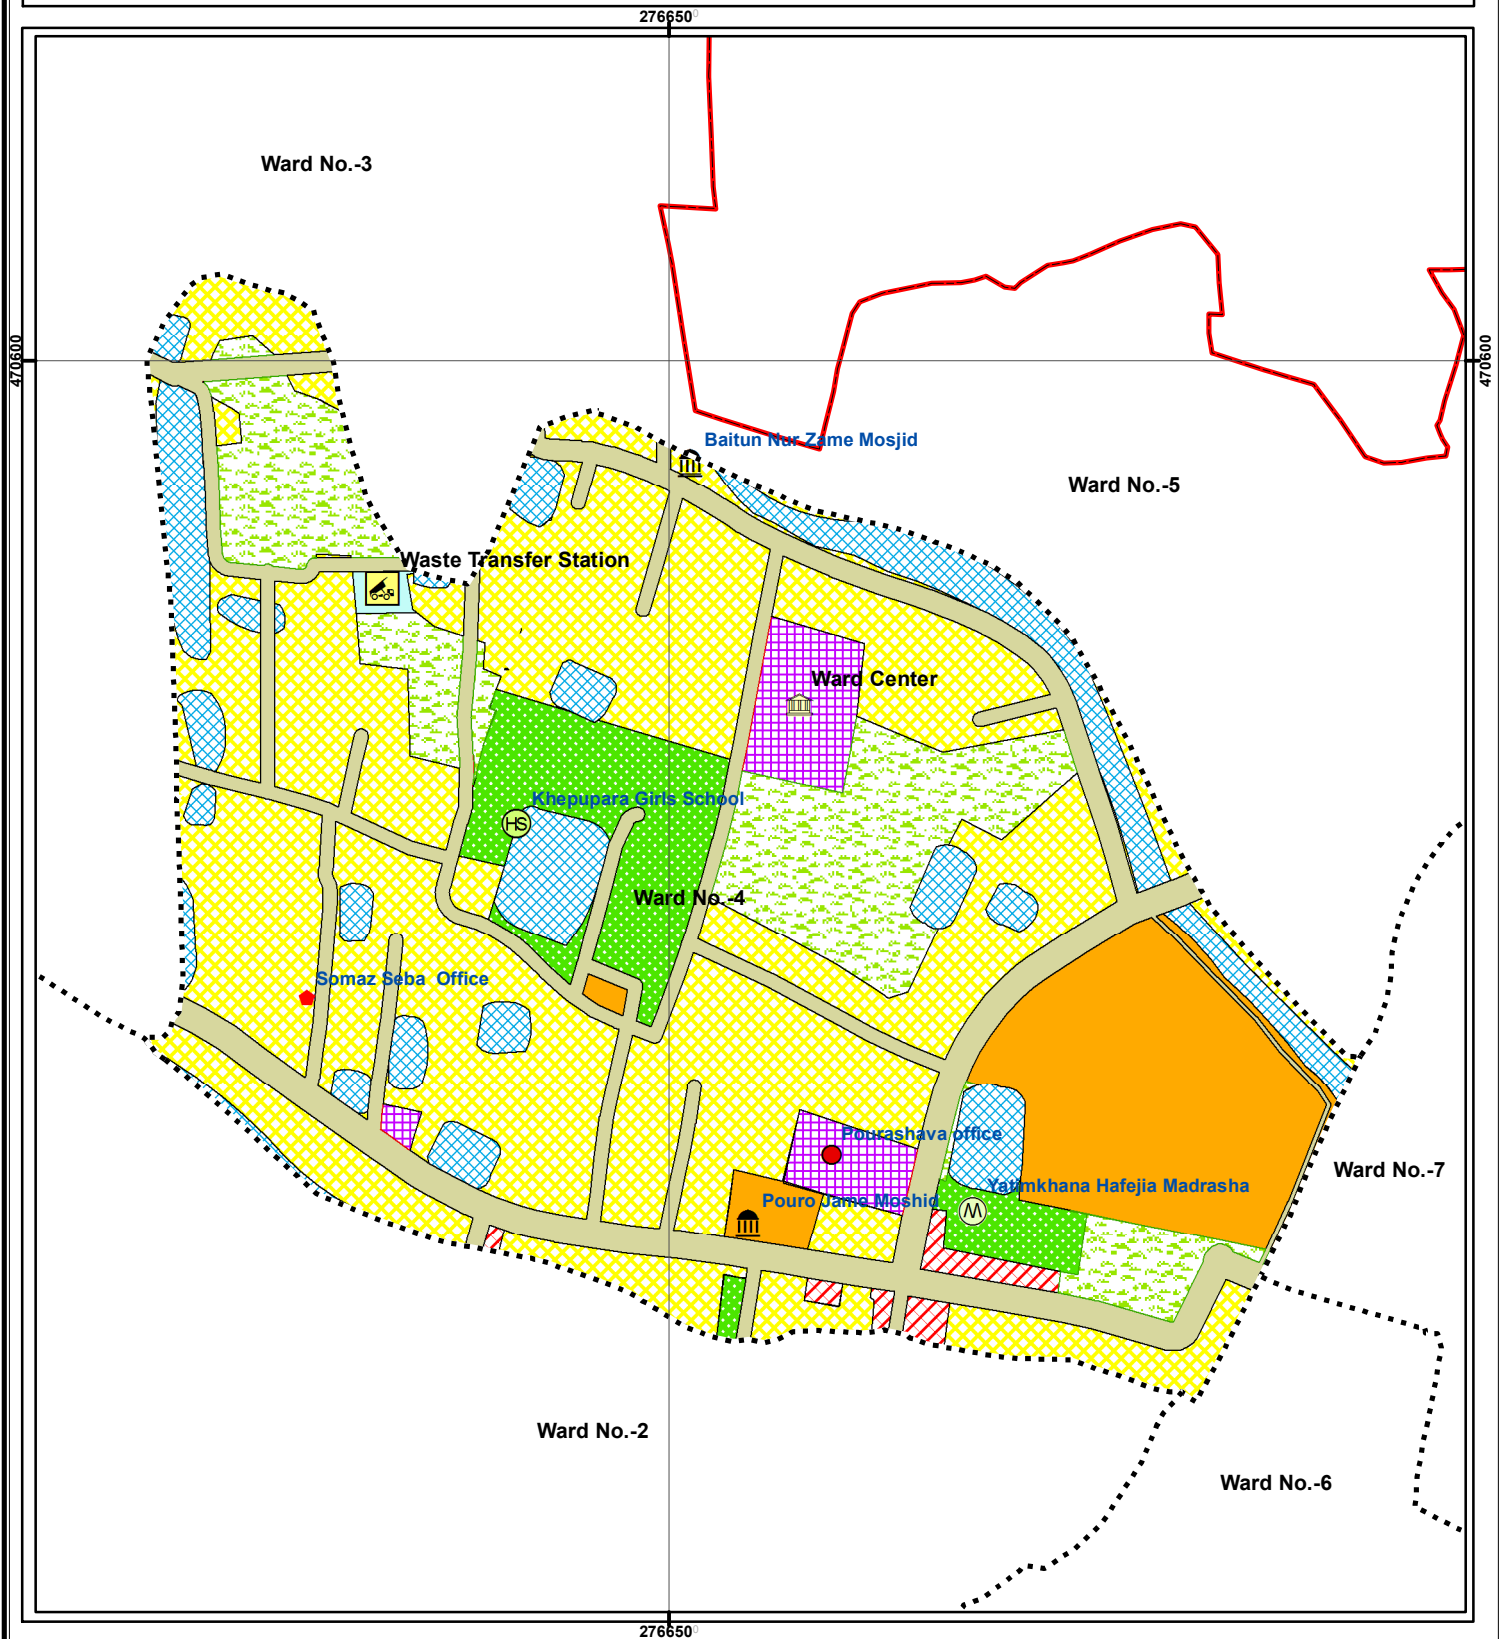 276650
Ward No.-3
470600
470600
Baitun Nur Zame Mosjid
Ward No.-5
Waste Transfer Station
Ward Center
Khepupara Girls School
HS
Ward No.-4
Somaz Seba Office
Pourashava office
Ward No.-7
Yatimkhana Hafejia Madrasha
M
Pouro Jame Moshid
Ward No.-2
Ward No.-6
276650